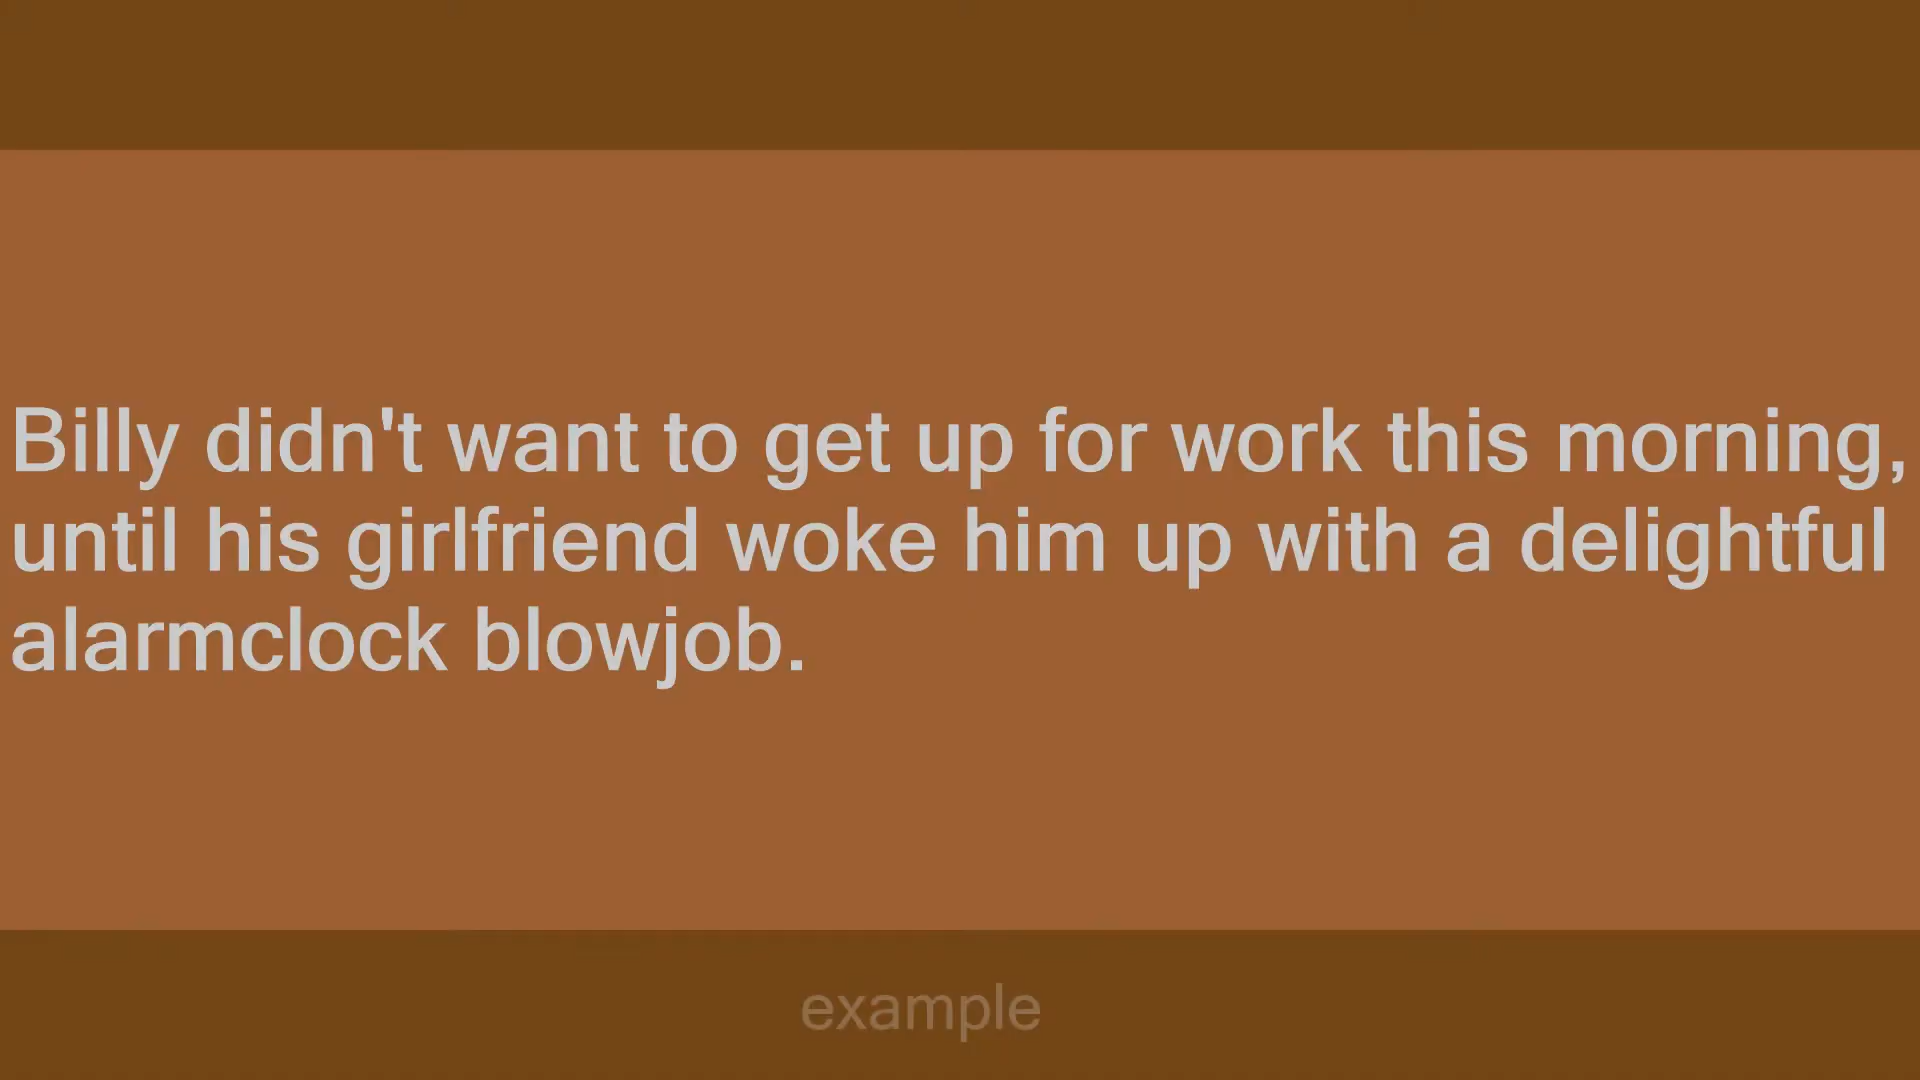 Billy didn't want to get up for work this morning,
until his girlfriend woke him up with a delightful
alarmclock blowjob.
example